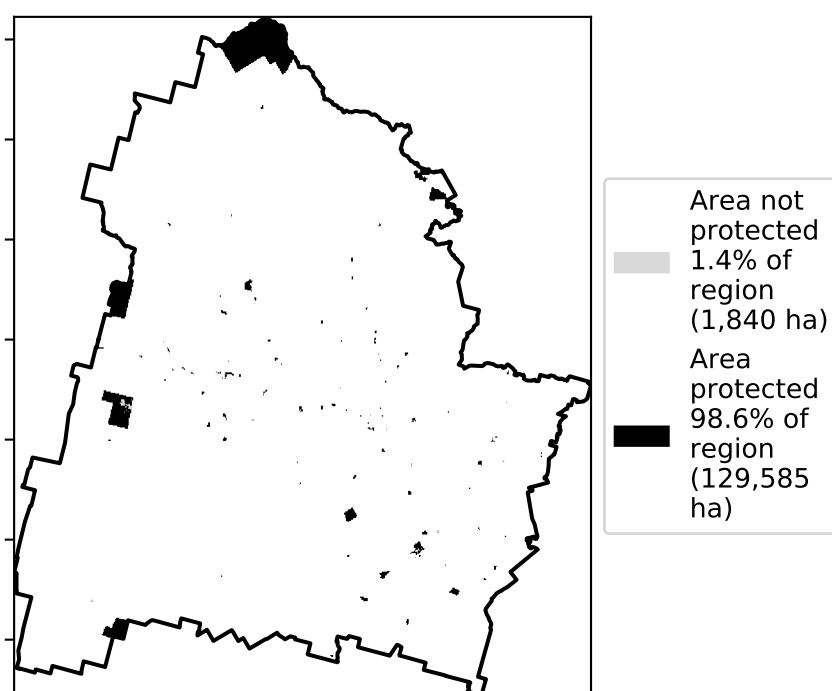 Area not
protected
1.4% of
region
(1,840 ha)
Area
protected
98.6% of
region
(129,585
ha)